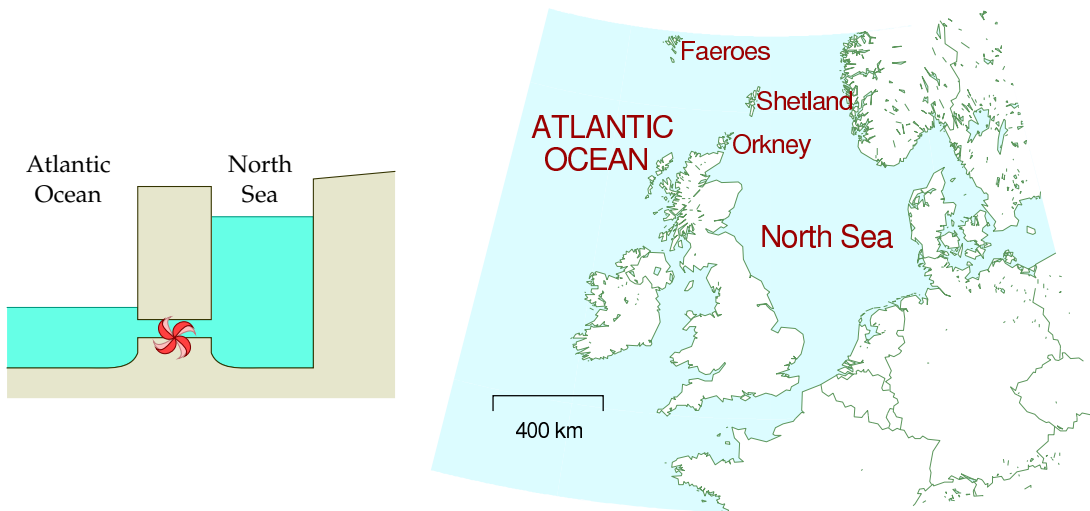 Atlantic
Ocean
North
Sea
Faeroes
Shetland
ATLANTIC
OCEAN
Orkney
North Sea
400 km